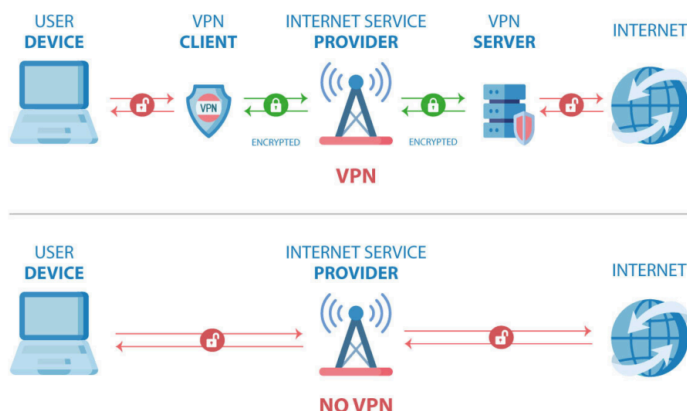 USER
DEVICE
VPN
CLIENT
INTERNET SERVICE
PROVIDER
VPN
SERVER
INTERNET
VPN
ENCRYPTED
ENCRYPTED
VPN
USER
DEVICE
INTERNET SERVICE
PROVIDER
INTERNET
NO VPN